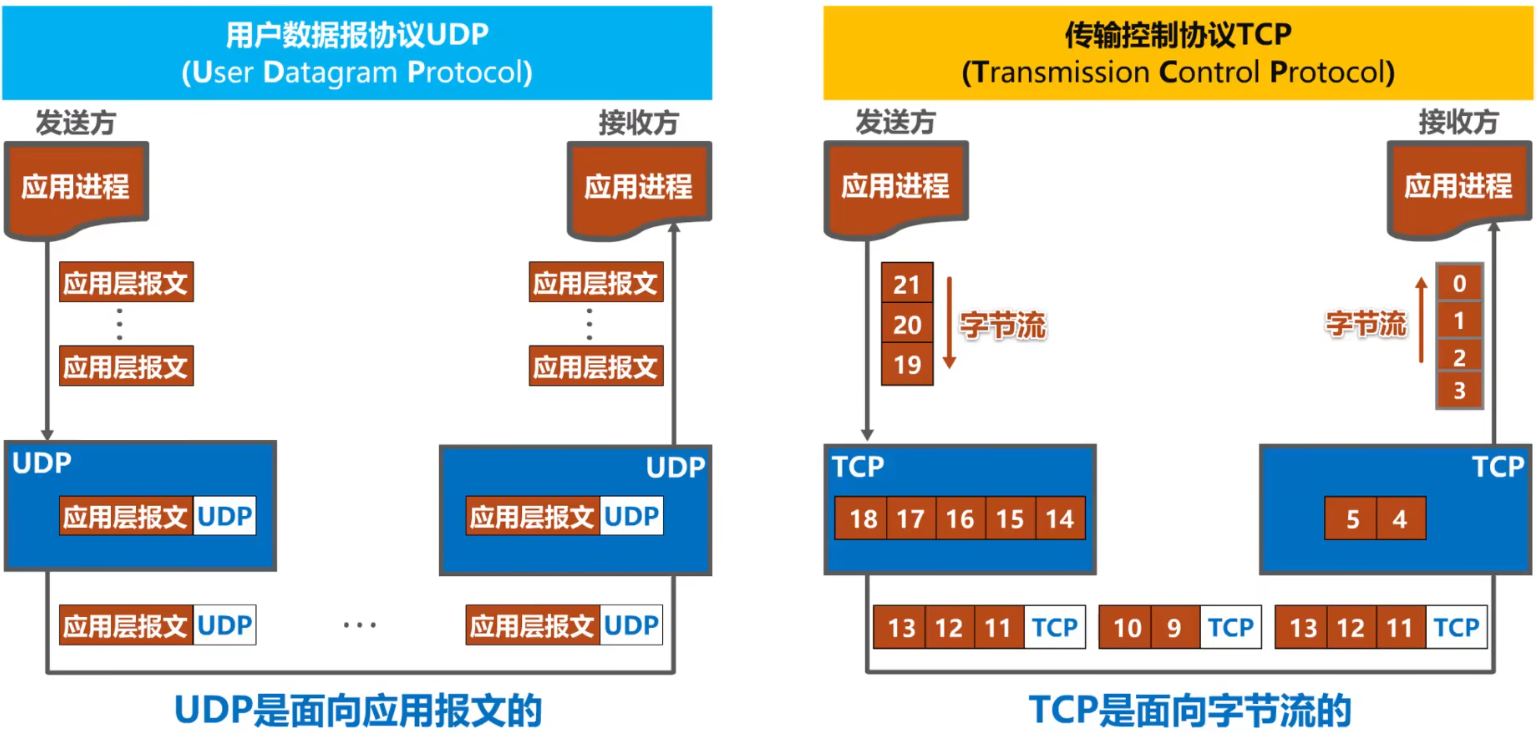 用户数据报协议UDP
(User Datagram Protocol)
发送方
接收方
应用进程
应用进程
应用层报文
应用层报文
应用层报文
应用层报文
UDP
UDP
应用层报文 UDP
应用层报文 UDP
应用层报文 UDP
...
应用层报文 UDP
UDP是面向应用报文的
传输控制协议TCP
(Transmission Control Protocol)
发送方
接收方
应用进程
应用进程
21
20
19
字节流
字节流
0
1
2
3
TCP
TCP
18 17 16 15 14
5 4
13 12 11 TCP
10 9 TCP
13 12 11 TCP
TCP是面向字节流的